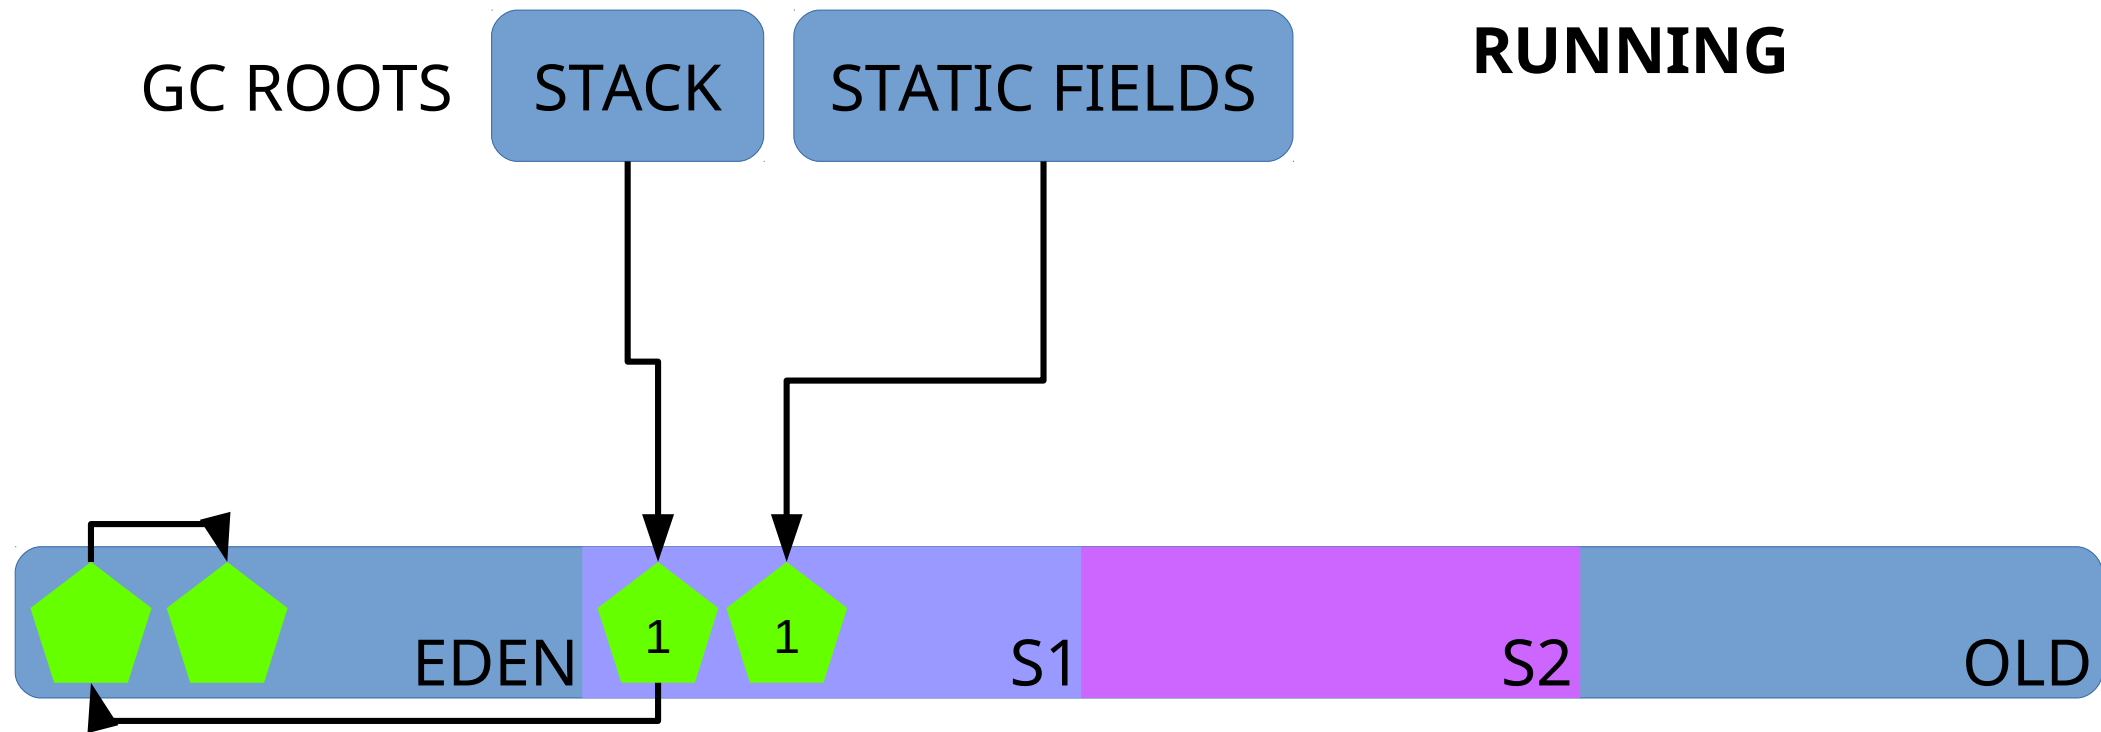 GC ROOTS
STACK
STATIC FIELDS
RUNNING
EDEN
1
1
S1
S2
OLD